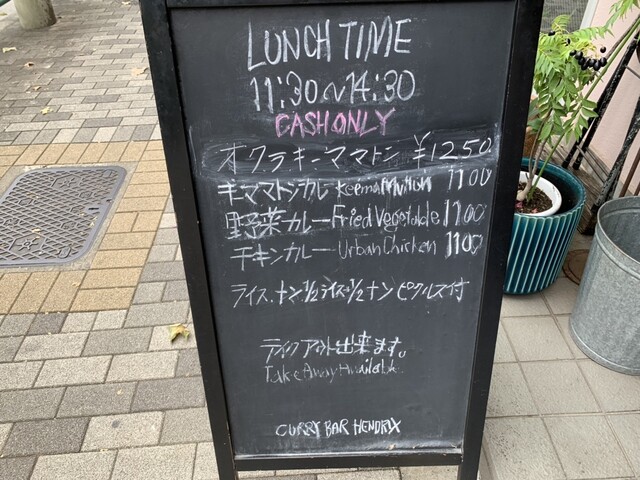 LUNCH TIME
11:30~14:30
CASH ONLY
オクラキーママトン ¥1250
キーママトンカレー Keema Mutton 1100
野菜カレー Fried Vegetable 1100
チキンカレー Urban Chicken 1100
ライス、ナン、1/2ライス+1/2ナン ピクルス付
テイクアウト出来ます。
Take Away Available
CURRY BAR HENDRIX